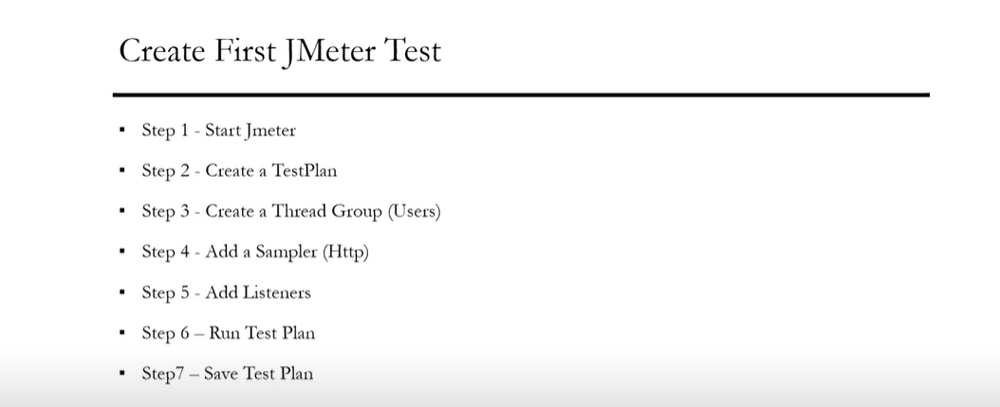 Create First JMeter Test
▪ Step 1 - Start Jmeter
▪ Step 2 - Create a TestPlan
▪ Step 3 - Create a Thread Group (Users)
▪ Step 4 - Add a Sampler (Http)
▪ Step 5 - Add Listeners
▪ Step 6 – Run Test Plan
▪ Step7 – Save Test Plan